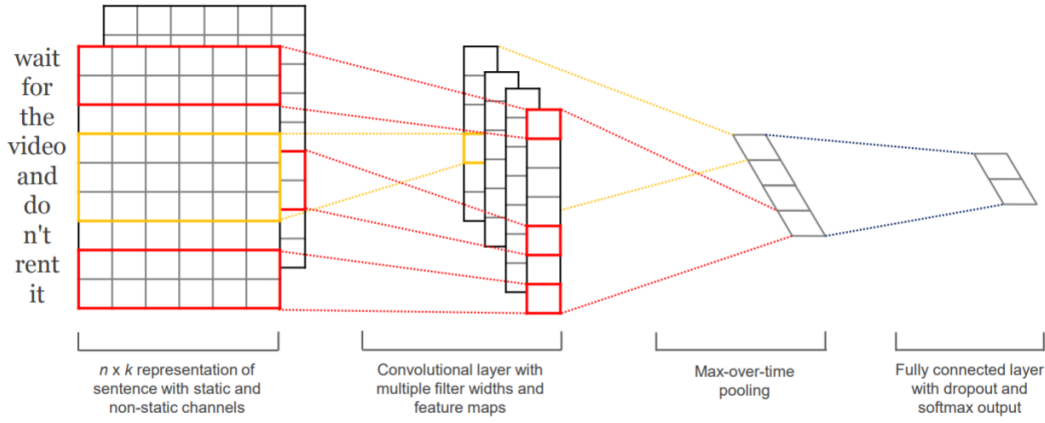 wait
for
the
video
and
do
n't
rent
it
n x k representation of
sentence with static and
non-static channels
Convolutional layer with
multiple filter widths and
feature maps
Max-over-time
pooling
Fully connected layer
with dropout and
softmax output